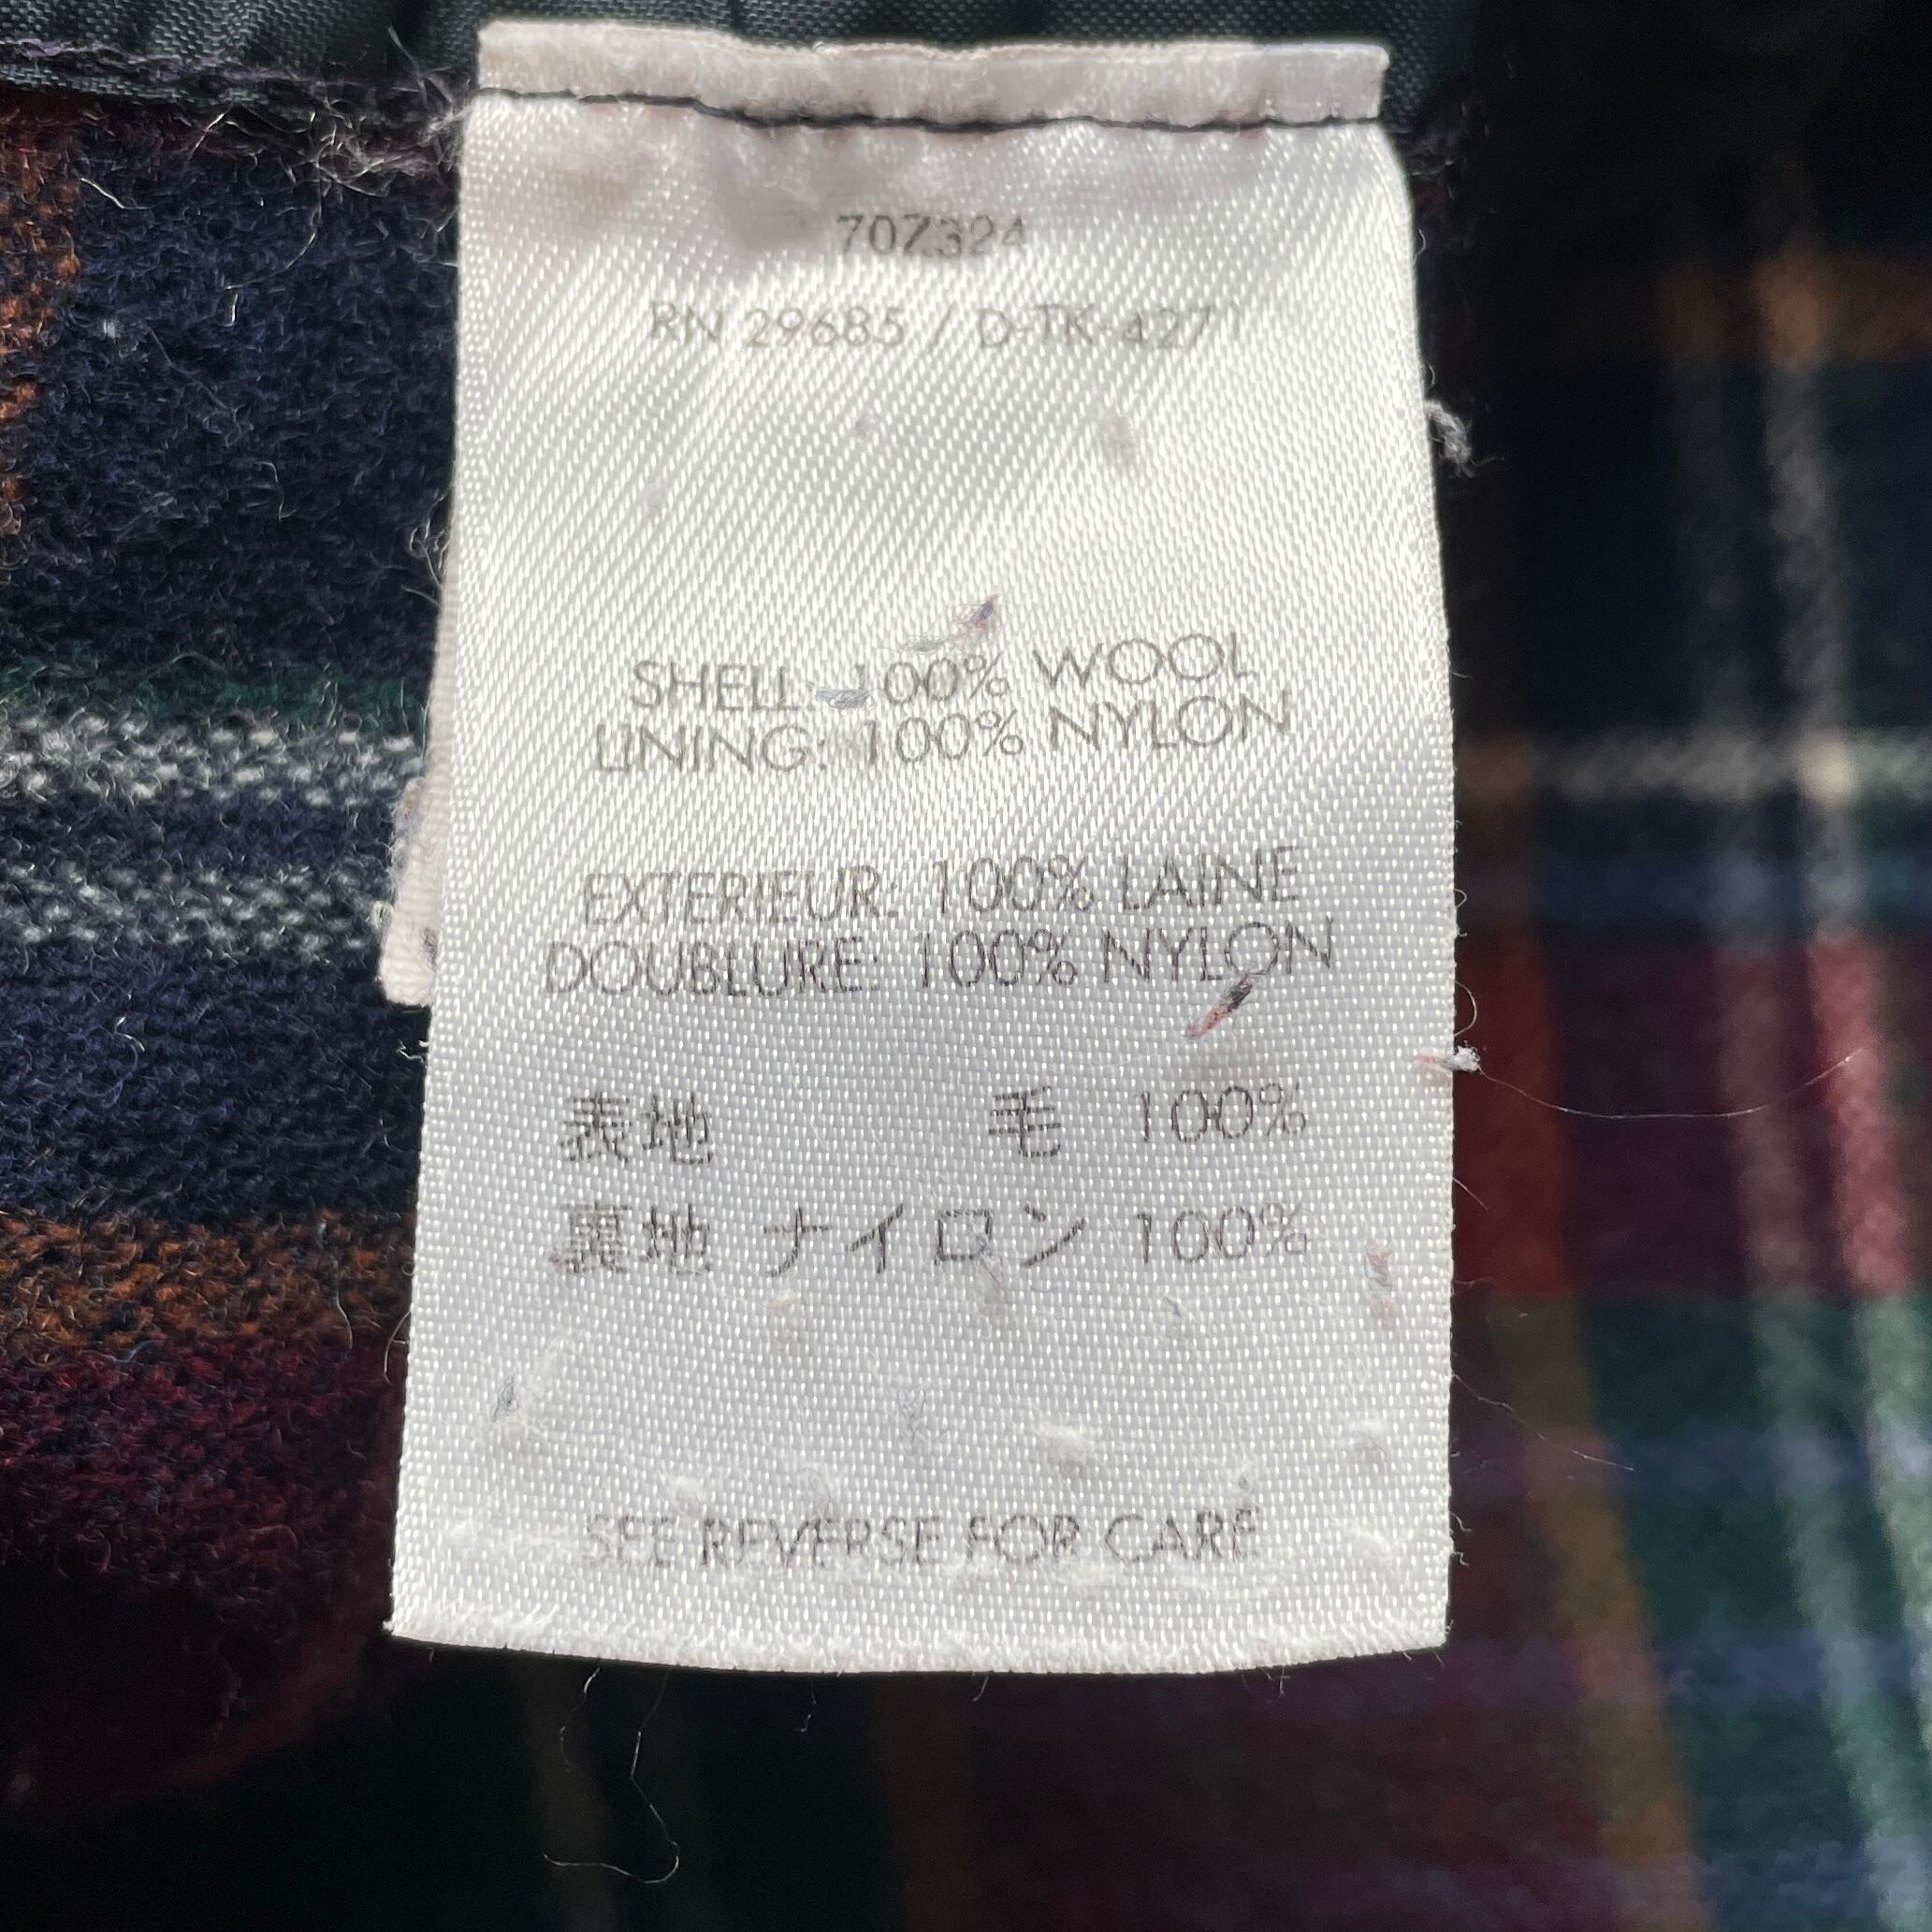 70Z324
RN 29685 / D-TK-4271
SHELL: 100% WOOL
LINING: 100% NYLON
EXTERIEUR: 100% LAINE
DOUBLURE: 100% NYLON
表地 毛 100%
裏地 ナイロン 100%
SEE REVERSE FOR CARE